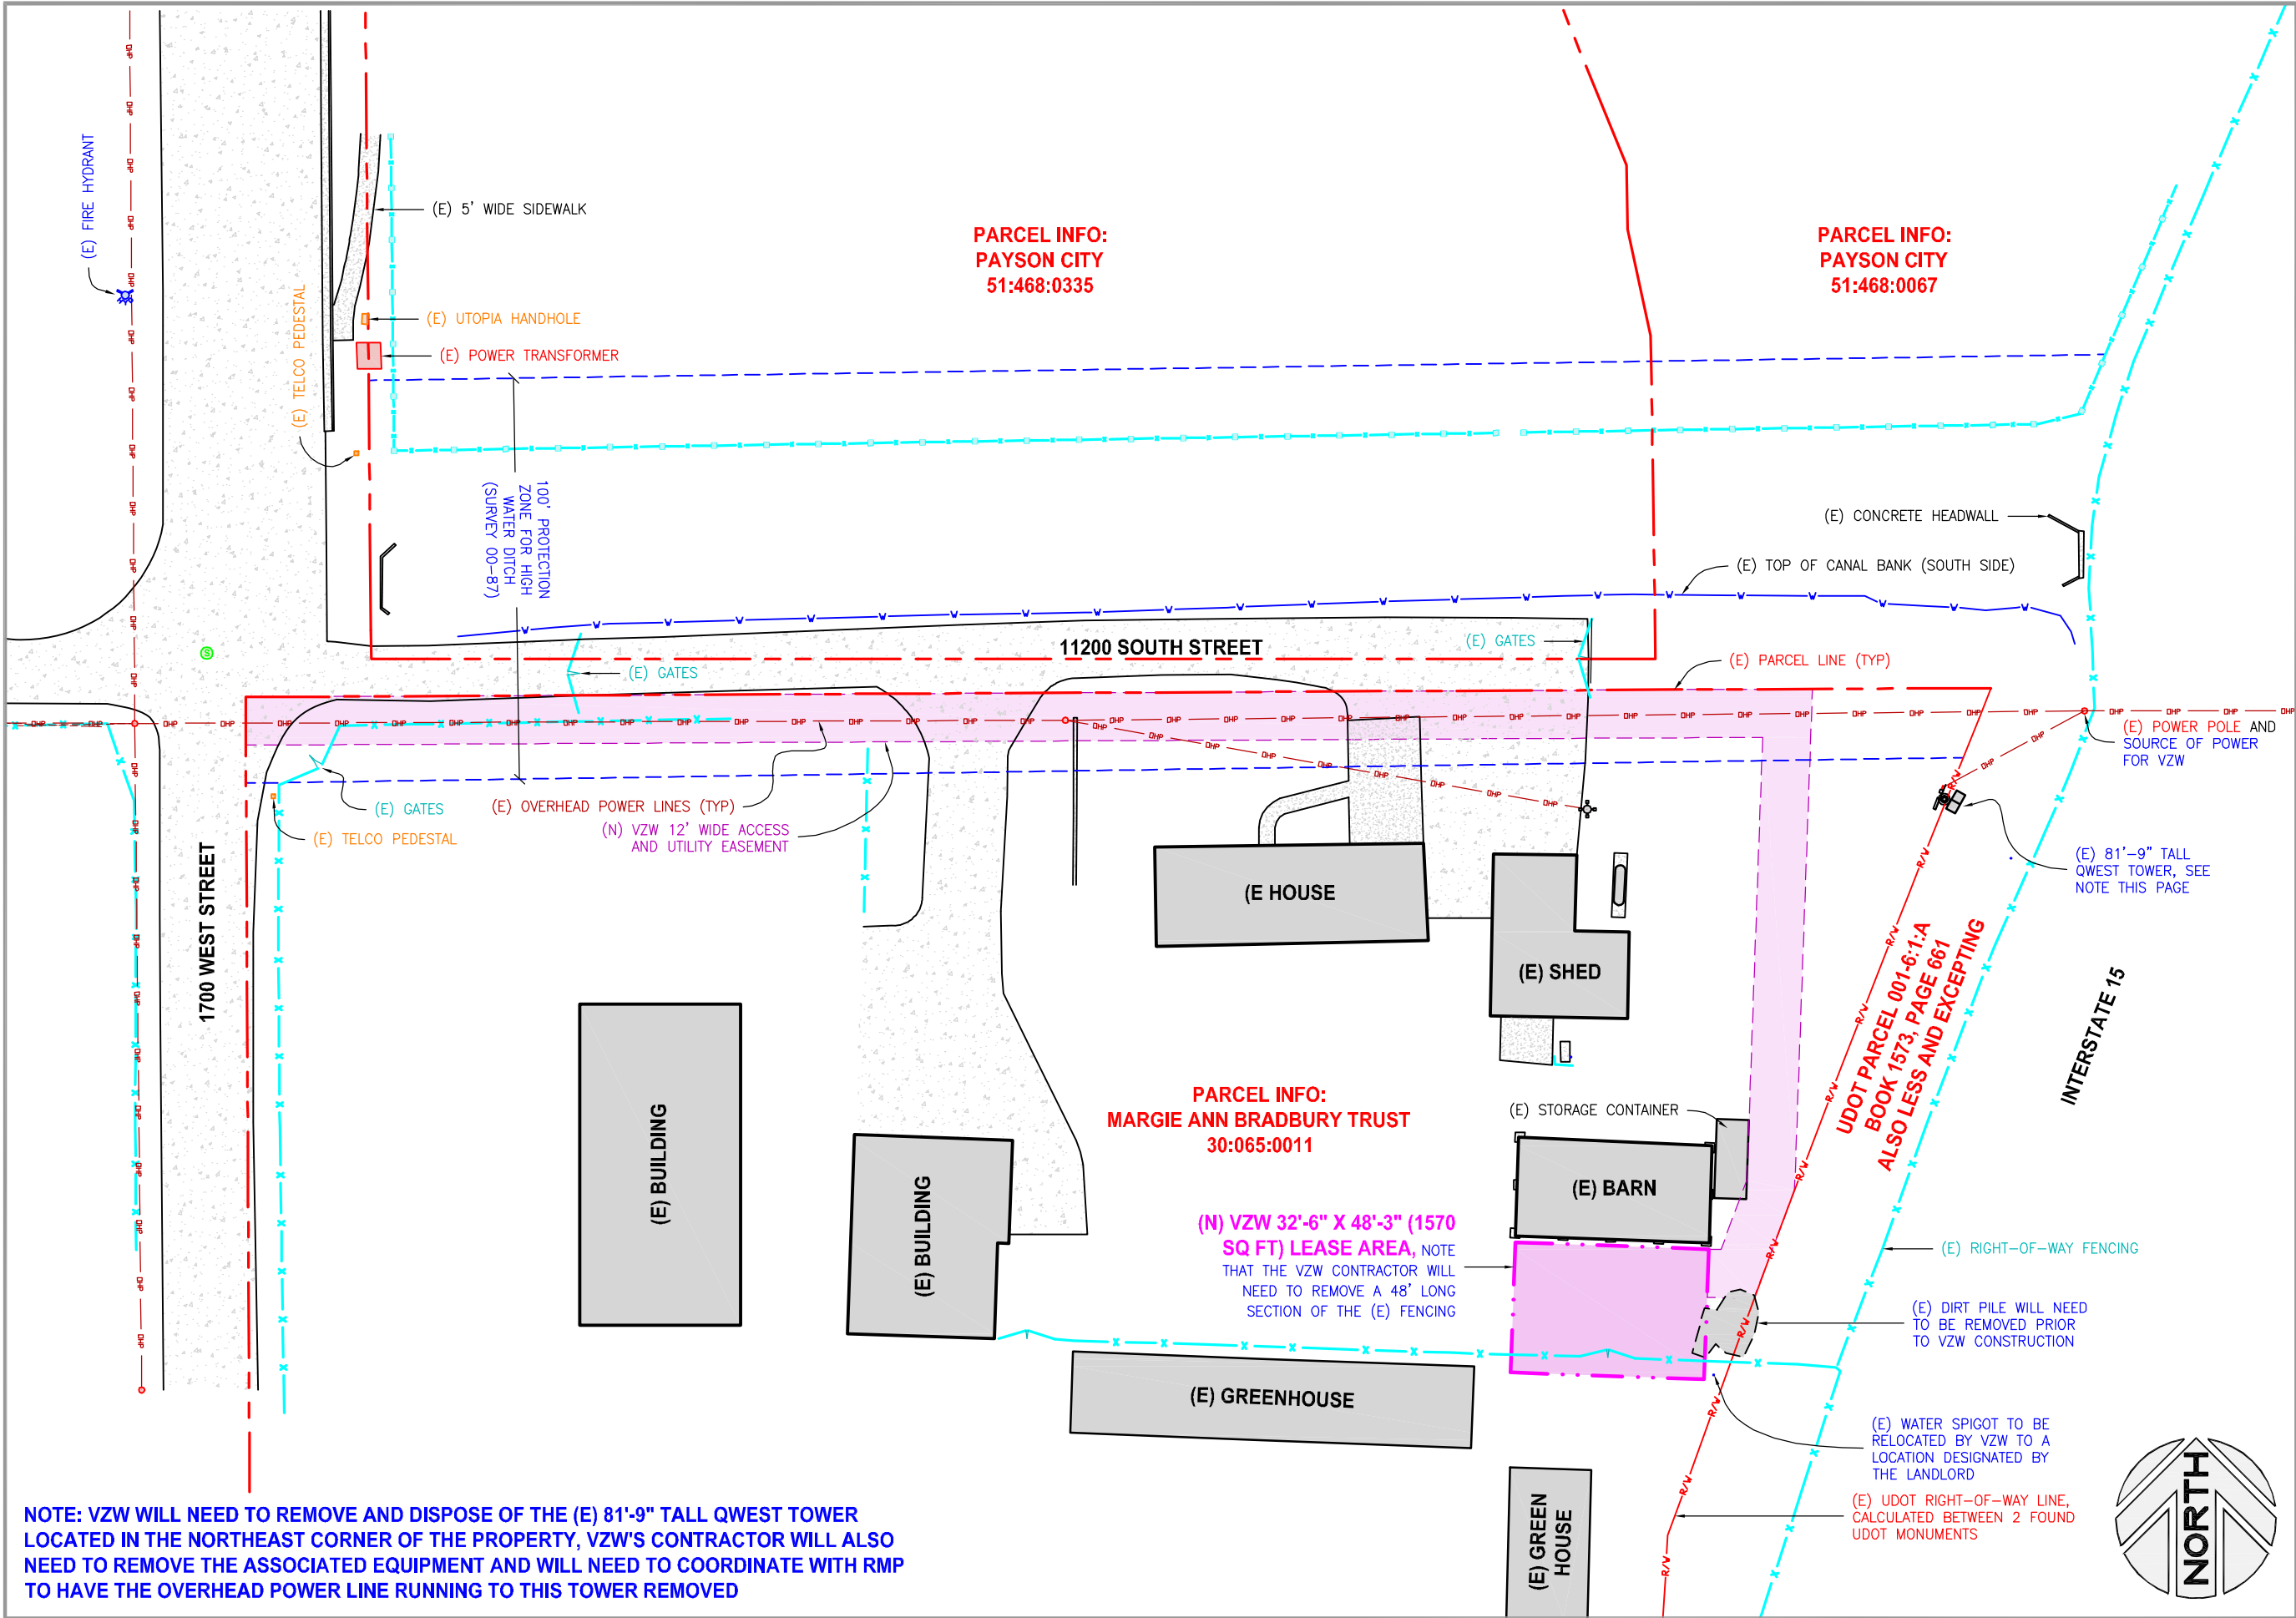 (E) FIRE HYDRANT
(E) 5' WIDE SIDEWALK
(E) TELCO PEDESTAL
(E) UTOPIA HANDHOLE
(E) POWER TRANSFORMER
PARCEL INFO:
PAYSON CITY
51:468:0335
PARCEL INFO:
PAYSON CITY
51:468:0067
100' PROTECTION
ZONE FOR HIGH
WATER DITCH
(SURVEY 00-87)
(E) CONCRETE HEADWALL
(E) TOP OF CANAL BANK (SOUTH SIDE)
11200 SOUTH STREET
(E) GATES
(E) GATES
(E) PARCEL LINE (TYP)
S
(E) POWER POLE AND
SOURCE OF POWER
FOR VZW
(E) GATES
(E) OVERHEAD POWER LINES (TYP)
(E) TELCO PEDESTAL
(N) VZW 12' WIDE ACCESS
AND UTILITY EASEMENT
1700 WEST STREET
(E HOUSE
(E) SHED
(E) 81'-9" TALL
QWEST TOWER, SEE
NOTE THIS PAGE
UDOT PARCEL 001-6:1:A
BOOK 1573, PAGE 661
ALSO LESS AND EXCEPTING
INTERSTATE 15
(E) BUILDING
(E) BUILDING
PARCEL INFO:
MARGIE ANN BRADBURY TRUST
30:065:0011
(E) STORAGE CONTAINER
(E) BARN
(N) VZW 32'-6" X 48'-3" (1570
SQ FT) LEASE AREA, NOTE
THAT THE VZW CONTRACTOR WILL
NEED TO REMOVE A 48' LONG
SECTION OF THE (E) FENCING
(E) RIGHT-OF-WAY FENCING
(E) DIRT PILE WILL NEED
TO BE REMOVED PRIOR
TO VZW CONSTRUCTION
(E) GREENHOUSE
(E) WATER SPIGOT TO BE
RELOCATED BY VZW TO A
LOCATION DESIGNATED BY
THE LANDLORD
(E) GREEN
HOUSE
(E) UDOT RIGHT-OF-WAY LINE,
CALCULATED BETWEEN 2 FOUND
UDOT MONUMENTS
NORTH
NOTE: VZW WILL NEED TO REMOVE AND DISPOSE OF THE (E) 81'-9" TALL QWEST TOWER
LOCATED IN THE NORTHEAST CORNER OF THE PROPERTY, VZW'S CONTRACTOR WILL ALSO
NEED TO REMOVE THE ASSOCIATED EQUIPMENT AND WILL NEED TO COORDINATE WITH RMP
TO HAVE THE OVERHEAD POWER LINE RUNNING TO THIS TOWER REMOVED